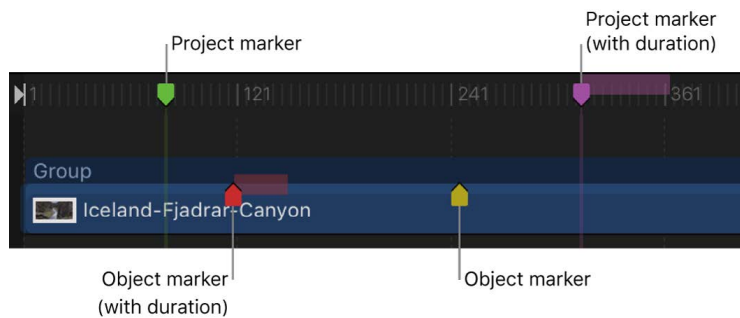 Project marker
(with duration)
Project marker
1
121
241
361
Group
Iceland-Fjadrar-Canyon
Object marker
(with duration)
Object marker